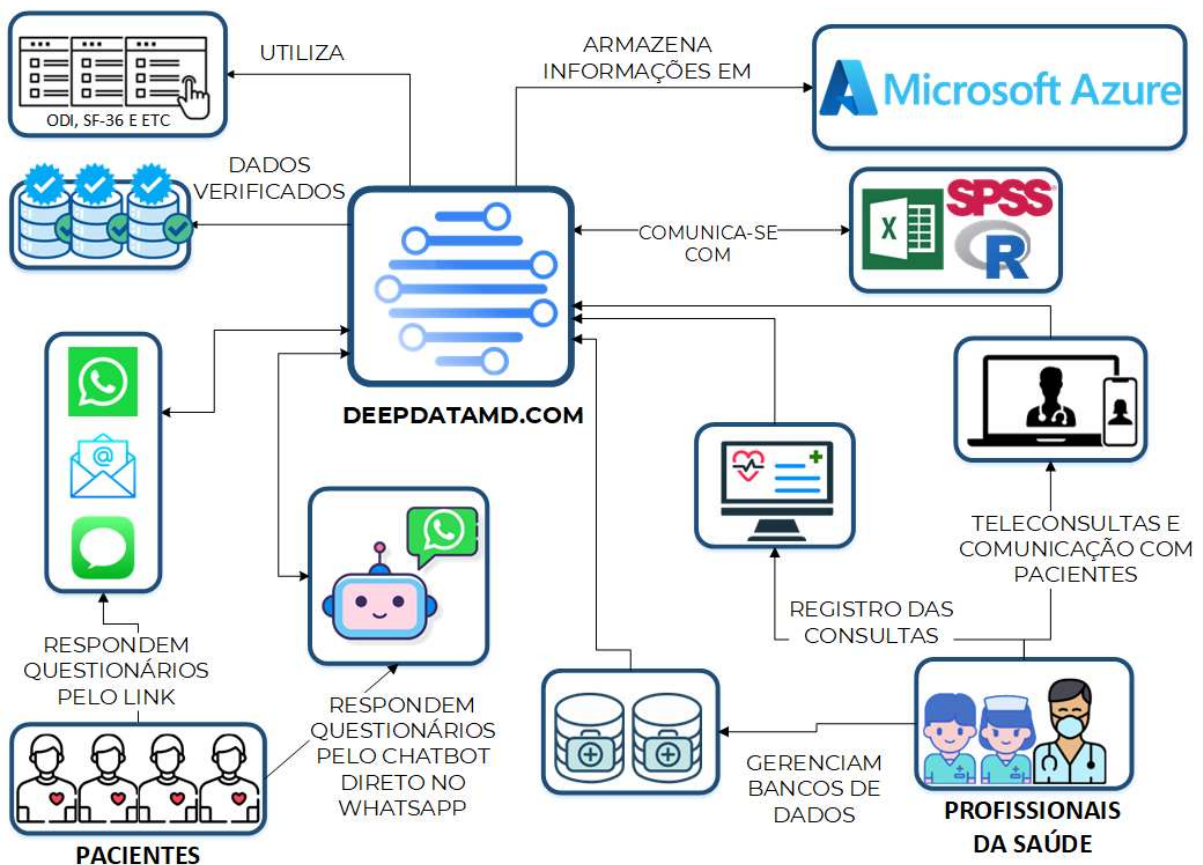 UTILIZA
ODI, SF-36 E ETC
ARMAZENA
INFORMAÇÕES EM
Microsoft Azure
DADOS
VERIFICADOS
COMUNICA-SE
COM
X
SPSS
R
DEEPDATAMD.COM
@
TELECONSULTAS E
COMUNICAÇÃO COM
PACIENTES
REGISTRO DAS
CONSULTAS
RESPONDEM
QUESTIONÁRIOS
PELO LINK
RESPONDEM
QUESTIONÁRIOS
PELO CHATBOT
DIRETO NO
WHATSAPP
GERENCIAM
BANCOS DE
DADOS
PROFISSIONAIS
DA SAÚDE
PACIENTES